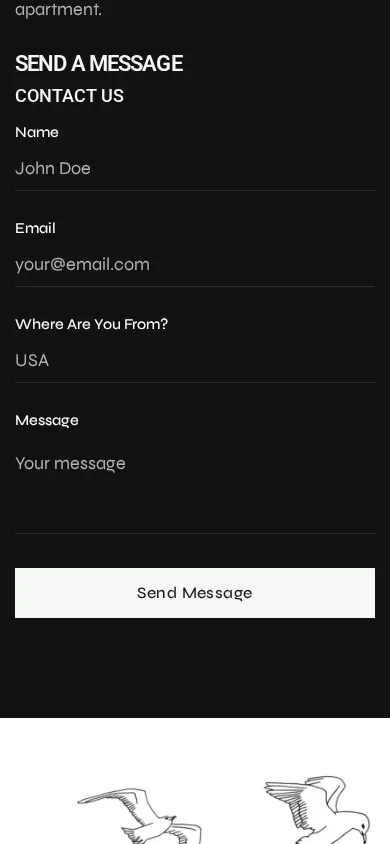 apartment.
SEND A MESSAGE
CONTACT US
Name
John Doe
Email
your@email.com
Where Are You From?
USA
Message
Your message
Send Message